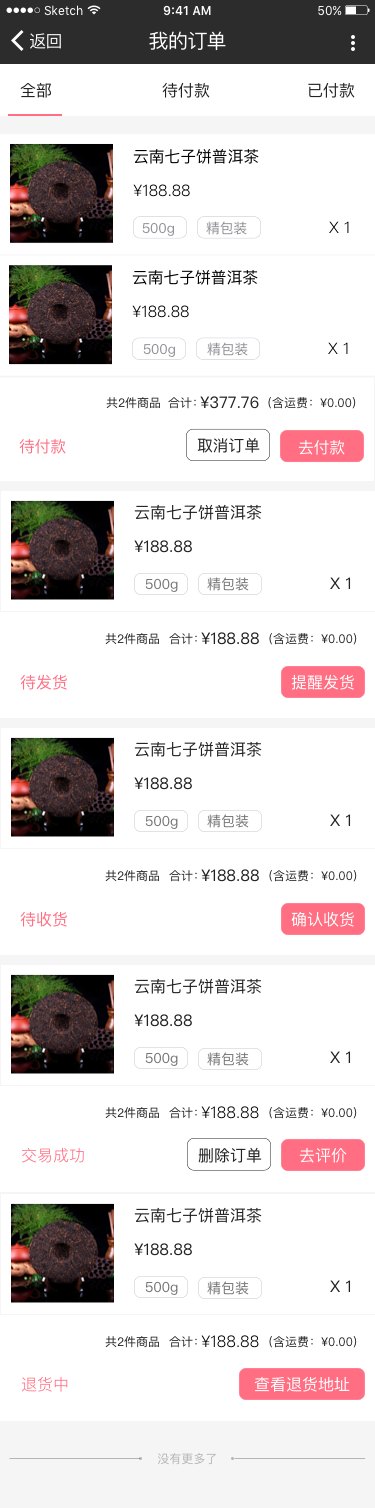 Sketch 9:41 AM 50%
返回 我的订单
全部 待付款 已付款
云南七子饼普洱茶
¥188.88
500g 精包装 X 1
云南七子饼普洱茶
¥188.88
500g 精包装 X 1
共2件商品 合计:¥377.76 (含运费: ¥0.00)
待付款 取消订单 去付款
云南七子饼普洱茶
¥188.88
500g 精包装 X 1
共2件商品 合计:¥188.88 (含运费: ¥0.00)
待发货 提醒发货
云南七子饼普洱茶
¥188.88
500g 精包装 X 1
共2件商品 合计:¥188.88 (含运费: ¥0.00)
待收货 确认收货
云南七子饼普洱茶
¥188.88
500g 精包装 X 1
共2件商品 合计:¥188.88 (含运费: ¥0.00)
交易成功 删除订单 去评价
云南七子饼普洱茶
¥188.88
500g 精包装 X 1
共2件商品 合计:¥188.88 (含运费: ¥0.00)
退货中 查看退货地址
没有更多了